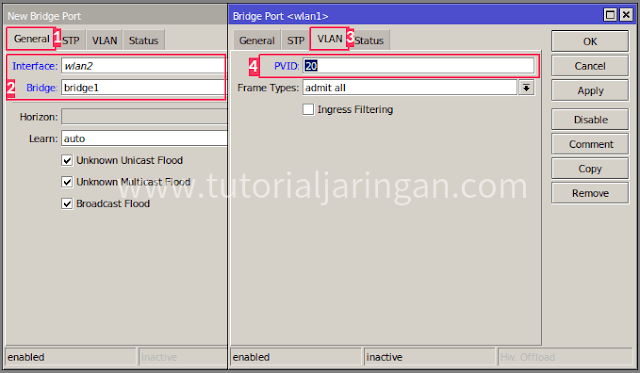 New Bridge Port
General STP VLAN Status
1
Interface: wlan2
2
Bridge: bridge1
Horizon:
Learn: auto
Unknown Unicast Flood
Unknown Multicast Flood
Broadcast Flood
enabled inactive
Bridge Port <wlan1>
General STP VLAN Status
3
4
PVID: 20
Frame Types: admit all
Ingress Filtering
OK
Cancel
Apply
Disable
Comment
Copy
Remove
enabled inactive Hw. Offload
www.tutorialjaringan.com